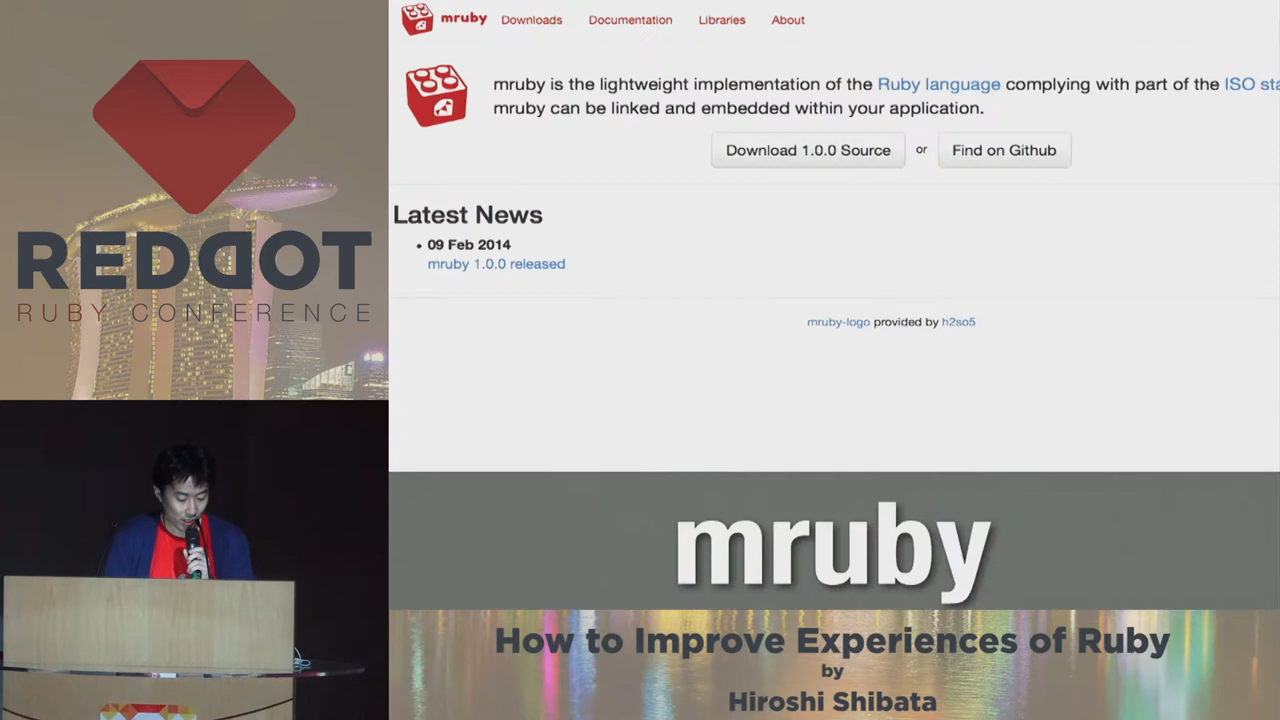 REDDOT
RUBY CONFERENCE
mruby Downloads Documentation Libraries About
mruby is the lightweight implementation of the Ruby language complying with part of the ISO
mruby can be linked and embedded within your application.
Download 1.0.0 Source or Find on Github
Latest News
• 09 Feb 2014
mruby 1.0.0 released
mruby-logo provided by h2so5
mruby
How to Improve Experiences of Ruby
by
Hiroshi Shibata